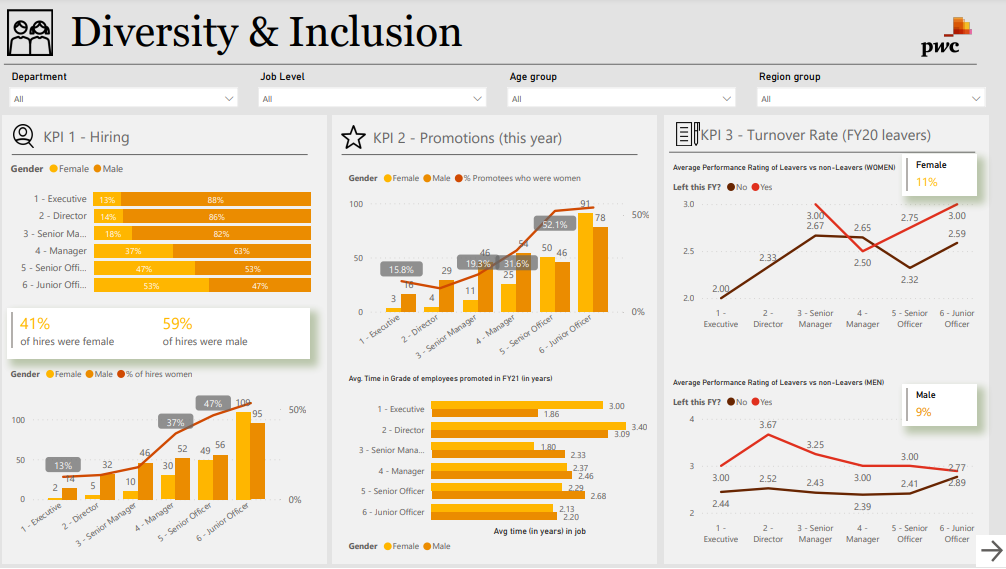 Diversity & Inclusion
pwc
Department Job Level Age group Region group
All All All All
KPI 1 - Hiring
Gender Female Male
1 - Executive 13% 88%
2 - Director 14% 86%
3 - Senior Ma... 18% 82%
4 - Manager 37% 63%
5 - Senior Offi... 47% 53%
6 - Junior Offi... 53% 47%
41% 59%
of hires were female of hires were male
Gender Female Male % of hires women
100 50 0
50% 0%
13% 37% 47%
2 14 5 32 10 46 30 52 49 56 109 95
1 - Executive
2 - Director
3 - Senior Manager
4 - Manager
5 - Senior Officer
6 - Junior Officer
KPI 2 - Promotions (this year)
Gender Female Male % Promotees who were women
100 50 0
50% 0%
15.8% 19.3% 31.6% 52.1%
3 16 4 29 11 46 25 54 50 46 91 78
1 - Executive
2 - Director
3 - Senior Manager
4 - Manager
5 - Senior Officer
6 - Junior Officer
Avg. Time in Grade of employees promoted in FY21 (in years)
1 - Executive 3.00 1.86
2 - Director 3.40 3.09
3 - Senior Mana... 1.80 2.33
4 - Manager 2.37 2.46
5 - Senior Officer 2.29 2.68
6 - Junior Officer 2.13 2.20
Avg time (in years) in job
Gender Female Male
KPI 3 - Turnover Rate (FY20 leavers)
Average Performance Rating of Leavers vs non-Leavers (WOMEN)
Left this FY? No Yes
Female
11%
3.0 2.5 2.0
2.00 2.33 3.00 2.67 2.65 2.50 2.75 2.32 3.00 2.59
1 - Executive
2 - Director
3 - Senior Manager
4 - Manager
5 - Senior Officer
6 - Junior Officer
Average Performance Rating of Leavers vs non-Leavers (MEN)
Left this FY? No Yes
Male
9%
4 3 2
3.00 2.44 3.67 2.52 3.25 2.43 3.00 2.39 3.00 2.41 2.77 2.89
1 - Executive
2 - Director
3 - Senior Manager
4 - Manager
5 - Senior Officer
6 - Junior Officer